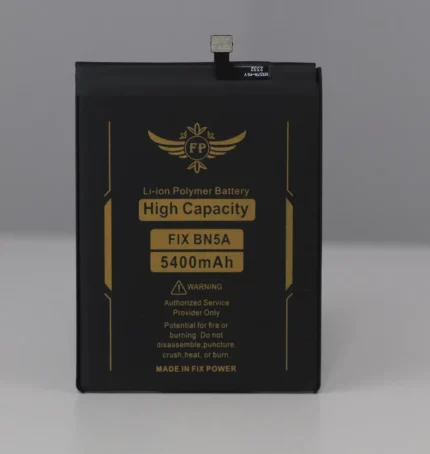 FP
Li-ion Polymer Battery
High Capacity
FIX BN5A
5400mAh
WARNING
Authorized Service
Provider Only
Potential for fire or
burning. Do not
disassemble,puncture,
crush,heat, or burn.
MADE IN FIX POWER